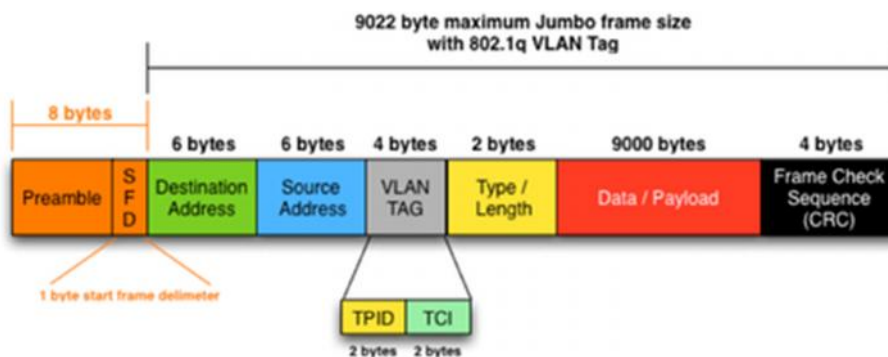 9022 byte maximum Jumbo frame size
with 802.1q VLAN Tag
8 bytes
6 bytes
6 bytes
4 bytes
2 bytes
9000 bytes
4 bytes
Preamble
S
F
D
Destination
Address
Source
Address
VLAN
TAG
Type /
Length
Data / Payload
Frame Check
Sequence
(CRC)
1 byte start frame delimeter
TPID
TCI
2 bytes
2 bytes